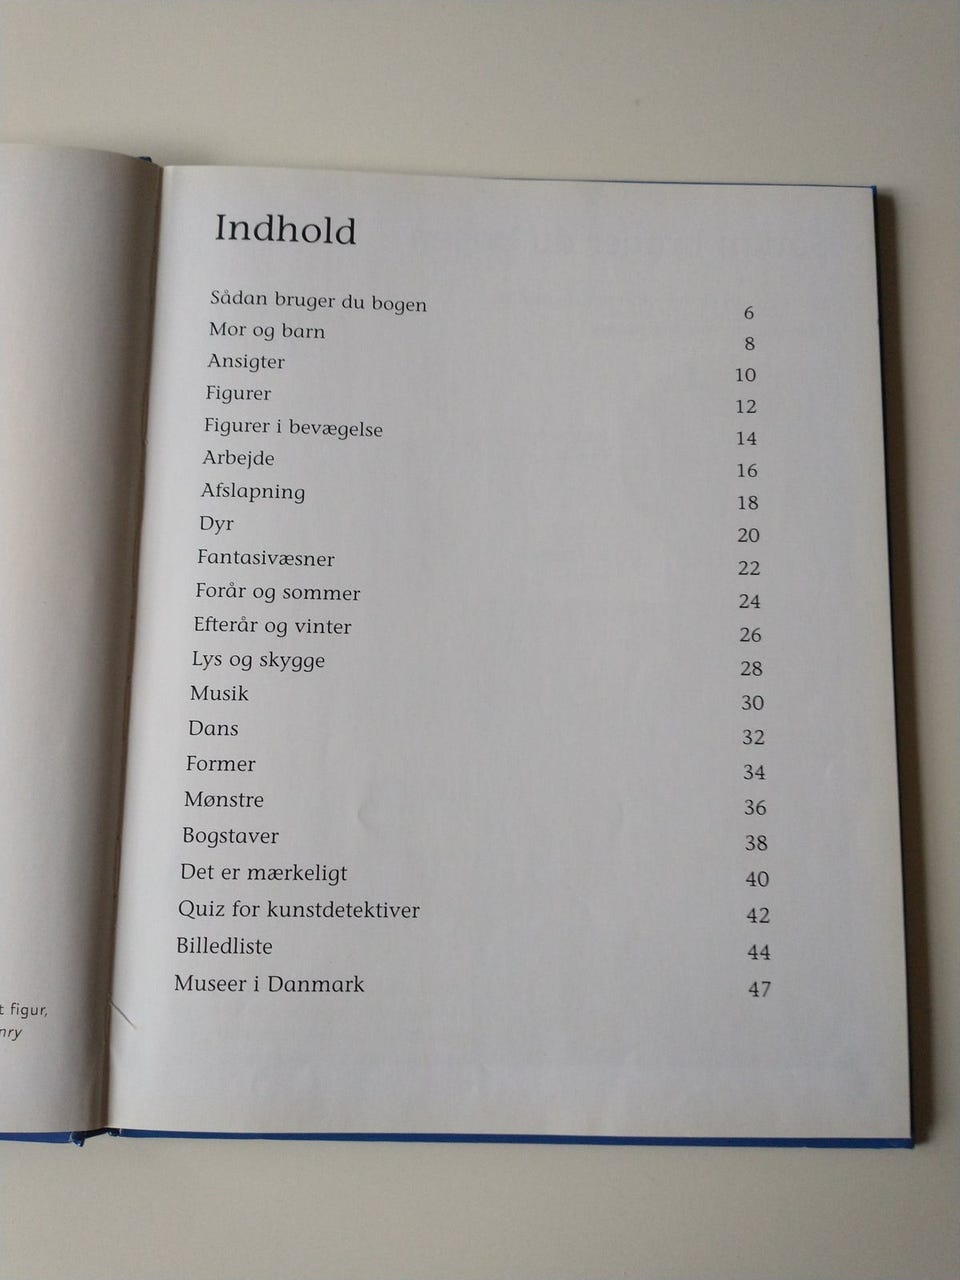 Indhold
Sådan bruger du bogen 6
Mor og barn 8
Ansigter 10
Figurer 12
Figurer i bevægelse 14
Arbejde 16
Afslapning 18
Dyr 20
Fantasivæsner 22
Forår og sommer 24
Efterår og vinter 26
Lys og skygge 28
Musik 30
Dans 32
Former 34
Mønstre 36
Bogstaver 38
Det er mærkeligt 40
Quiz for kunstdetektiver 42
Billedliste 44
Museer i Danmark 47
t figur,
nry